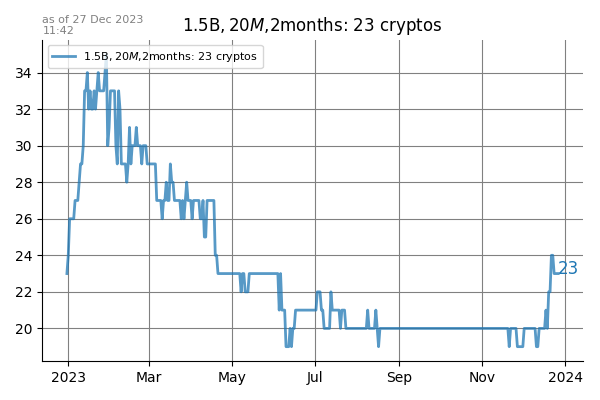 as of 27 Dec 2023
11:42
1.5B, 20M,2months: 23 cryptos
1.5B, 20M,2months: 23 cryptos
34
32
30
28
26
24
22
20
23
2023 Mar May Jul Sep Nov 2024